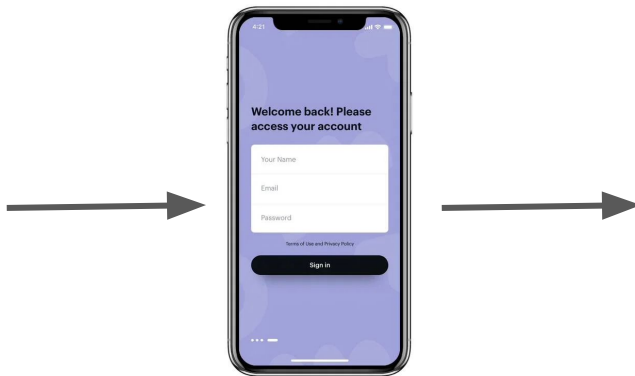 4:21
Welcome back! Please
access your account
Your Name
Email
Password
Terms of Use and Privacy Policy
Sign in